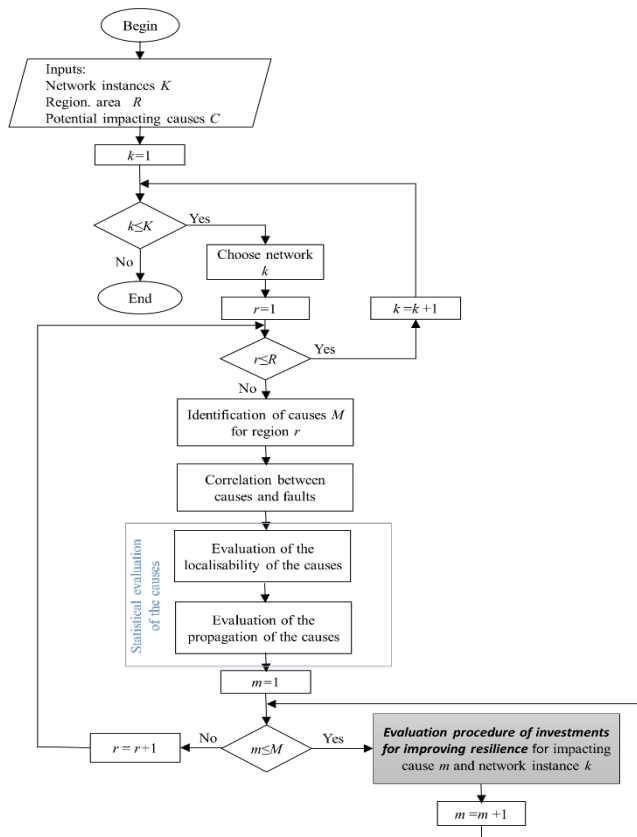 Begin
Inputs:
Network instances K
Region. area R
Potential impacting causes C
k=1
k≤K
Yes
No
Choose network
k
End
r=1
k=k+1
r≤R
Yes
No
Identification of causes M
for region r
Correlation between
causes and faults
Statistical evaluation
of the causes
Evaluation of the
localisability of the causes
Evaluation of the
propagation of the causes
m=1
m≤M
No
Yes
r = r+1
Evaluation procedure of investments
for improving resilience for impacting
cause m and network instance k
m=m+1